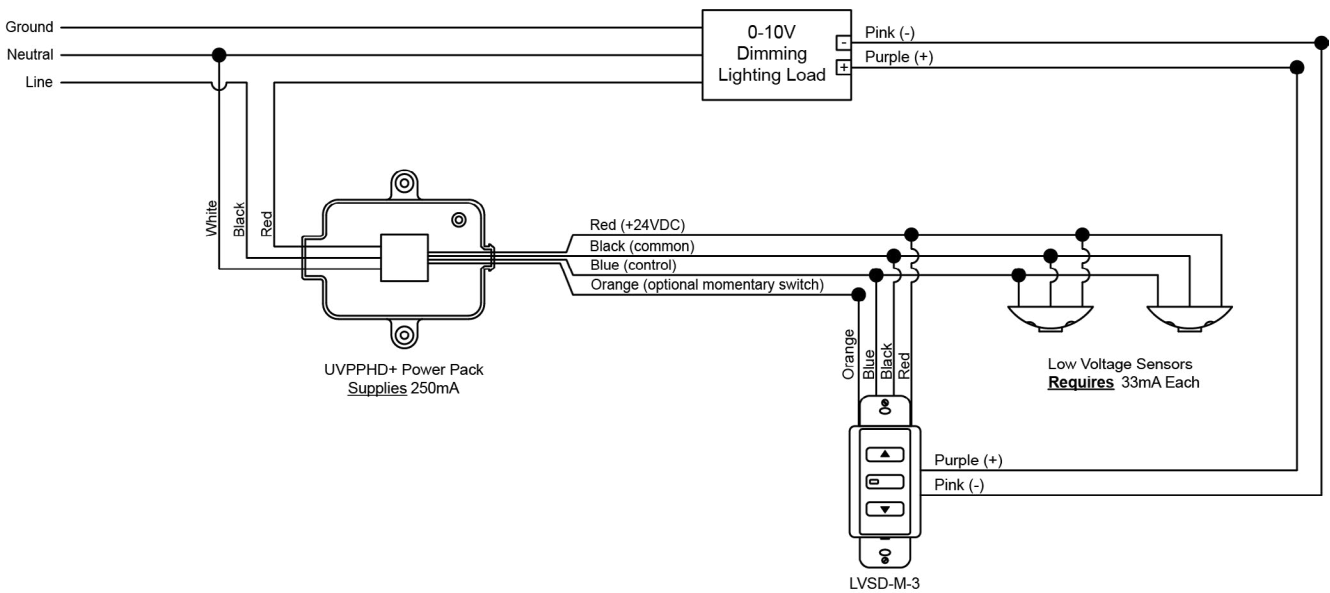 Ground
Neutral
Line
0-10V
Dimming
Lighting Load
-
+
Pink (-)
Purple (+)
White
Black
Red
Red (+24VDC)
Black (common)
Blue (control)
Orange (optional momentary switch)
UVPPHD+ Power Pack
Supplies 250mA
Orange
Blue
Black
Red
Low Voltage Sensors
Requires 33mA Each
Purple (+)
Pink (-)
LVSD-M-3